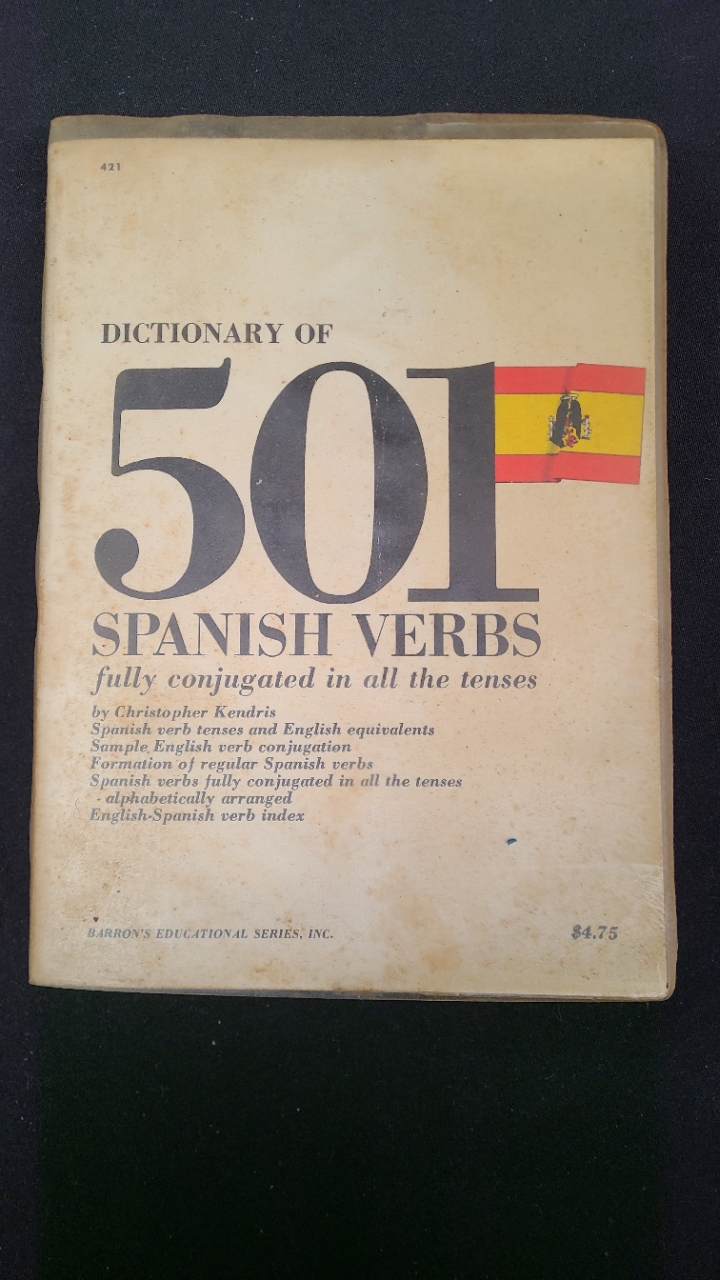 421
DICTIONARY OF
501
SPANISH VERBS
fully conjugated in all the tenses
by Christopher Kendris
Spanish verb tenses and English equivalents
Sample English verb conjugation
Formation of regular Spanish verbs
Spanish verbs fully conjugated in all the tenses
- alphabetically arranged
English-Spanish verb index
BARRON'S EDUCATIONAL SERIES, INC.
$4.75